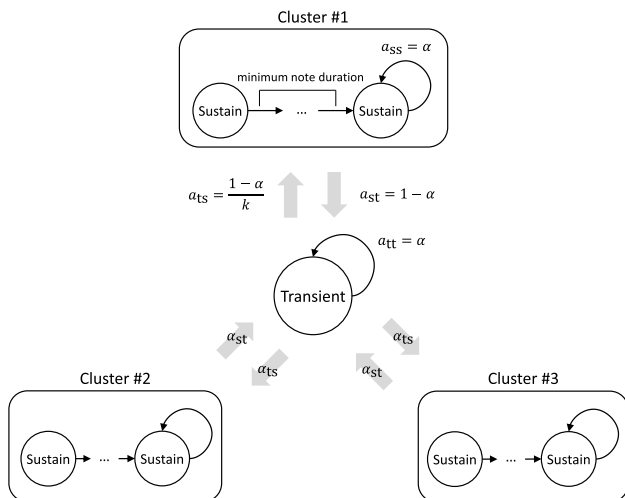 Cluster #1
a_ss = α
minimum note duration
Sustain ... Sustain
a_ts = (1 − α)/k
a_st = 1 − α
a_tt = α
Transient
α_st
α_ts
α_ts
α_st
Cluster #2
Sustain ... Sustain
Cluster #3
Sustain ... Sustain